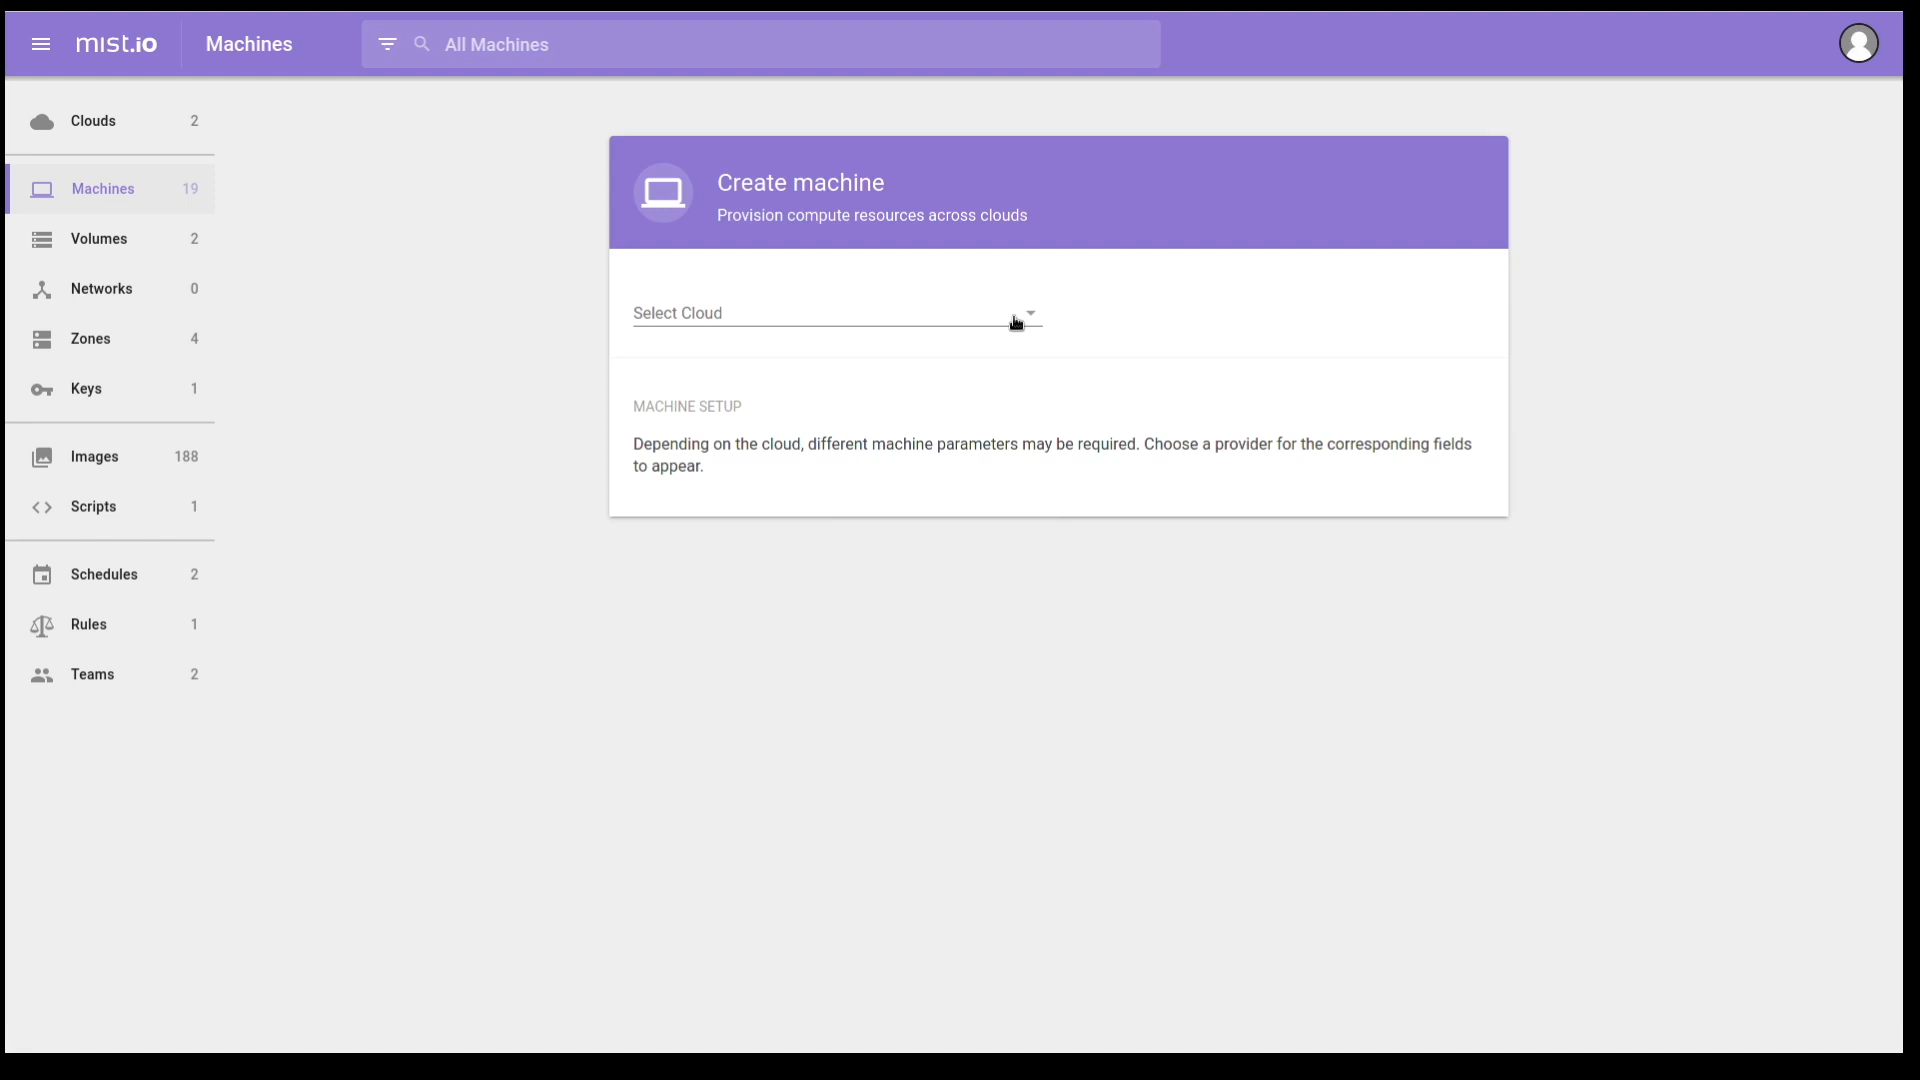 mist.io
Machines
All Machines
Clouds 2
Machines 19
Volumes 2
Networks 0
Zones 4
Keys 1
Images 188
Scripts 1
Schedules 2
Rules 1
Teams 2
Create machine
Provision compute resources across clouds
Select Cloud
MACHINE SETUP
Depending on the cloud, different machine parameters may be required. Choose a provider for the corresponding fields
to appear.